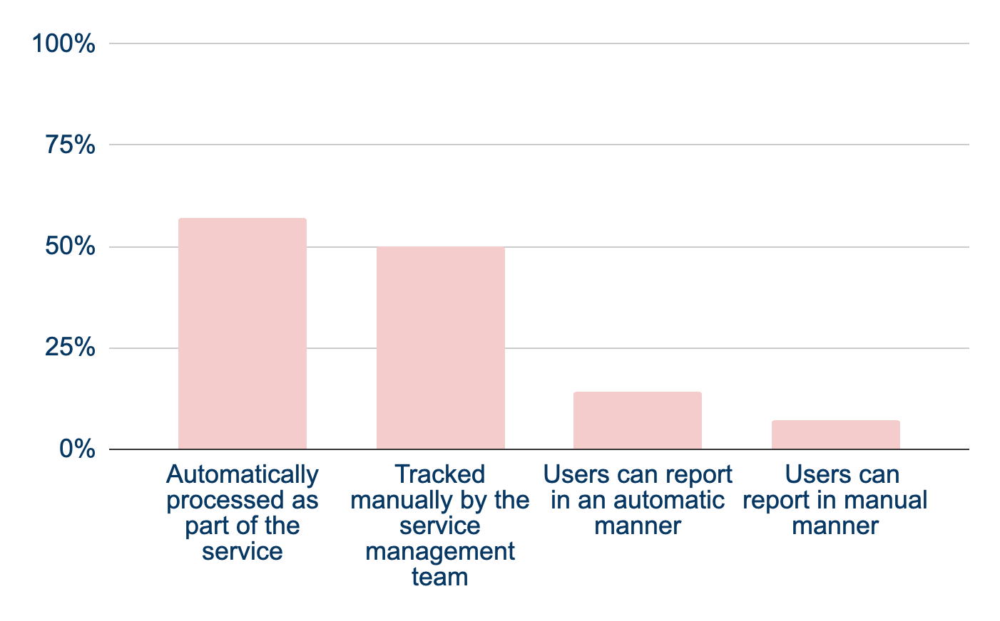 100%
75%
50%
25%
0%
Automatically
processed as
part of the
service
Tracked
manually by the
service
management
team
Users can report
in an automatic
manner
Users can
report in manual
manner